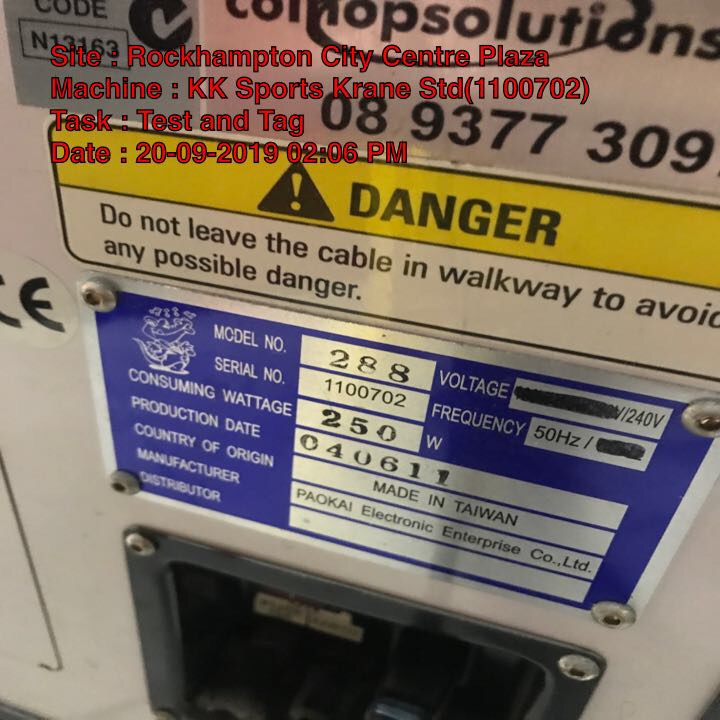 CODE
N13163
coinopsolutions
Site : Rockhampton City Centre Plaza
Machine : KK Sports Krane Std(1100702)
Task : Test and Tag
Date : 20-09-2019 02:06 PM
08 9377 309
DANGER
Do not leave the cable in walkway to avoid
any possible danger.
CE
MODEL NO. 288
SERIAL NO. 1100702
CONSUMING WATTAGE 250 W
PRODUCTION DATE 040611
COUNTRY OF ORIGIN MADE IN TAIWAN
MANUFACTURER PAOKAI Electronic Enterprise Co.,Ltd.
DISTRIBUTOR
VOLTAGE V/240V
FREQUENCY 50Hz /